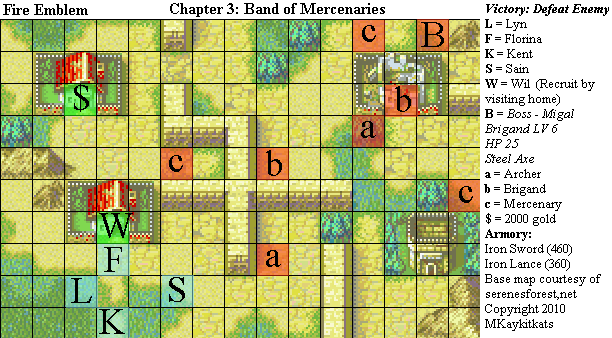 Fire Emblem
Chapter 3: Band of Mercenaries
c B
$ b
a
c b
c
W
F a
L S
K
Victory: Defeat Enemy
L = Lyn
F = Florina
K = Kent
S = Sain
W = Wil (Recruit by
visiting home)
B = Boss - Migal
Brigand LV 6
HP 25
Steel Axe
a = Archer
b = Brigand
c = Mercenary
$ = 2000 gold
Armory:
Iron Sword (460)
Iron Lance (360)
Base map courtesy of
serenesforest,net
Copyright 2010
MKaykitkats